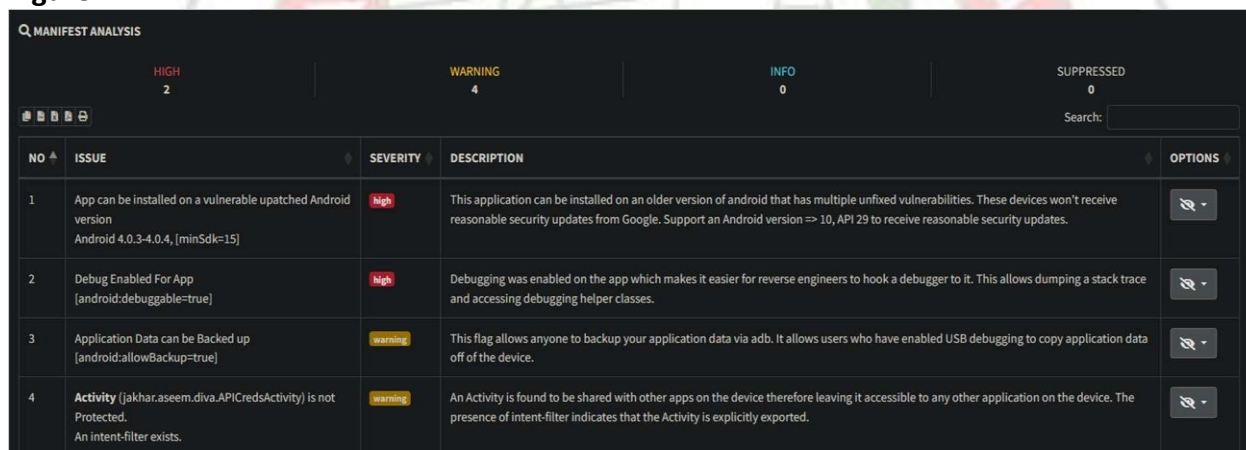 MANIFEST ANALYSIS
HIGH
2
WARNING
4
INFO
0
SUPPRESSED
0
Search:
NO
ISSUE
SEVERITY
DESCRIPTION
OPTIONS
1
App can be installed on a vulnerable upatched Android
version
Android 4.0.3-4.0.4, [minSdk=15]
high
This application can be installed on an older version of android that has multiple unfixed vulnerabilities. These devices won't receive
reasonable security updates from Google. Support an Android version => 10, API 29 to receive reasonable security updates.
2
Debug Enabled For App
[android:debuggable=true]
high
Debugging was enabled on the app which makes it easier for reverse engineers to hook a debugger to it. This allows dumping a stack trace
and accessing debugging helper classes.
3
Application Data can be Backed up
[android:allowBackup=true]
warning
This flag allows anyone to backup your application data via adb. It allows users who have enabled USB debugging to copy application data
off of the device.
4
Activity (jakhar.aseem.diva.APICredsActivity) is not
Protected.
An intent-filter exists.
warning
An Activity is found to be shared with other apps on the device therefore leaving it accessible to any other application on the device. The
presence of intent-filter indicates that the Activity is explicitly exported.